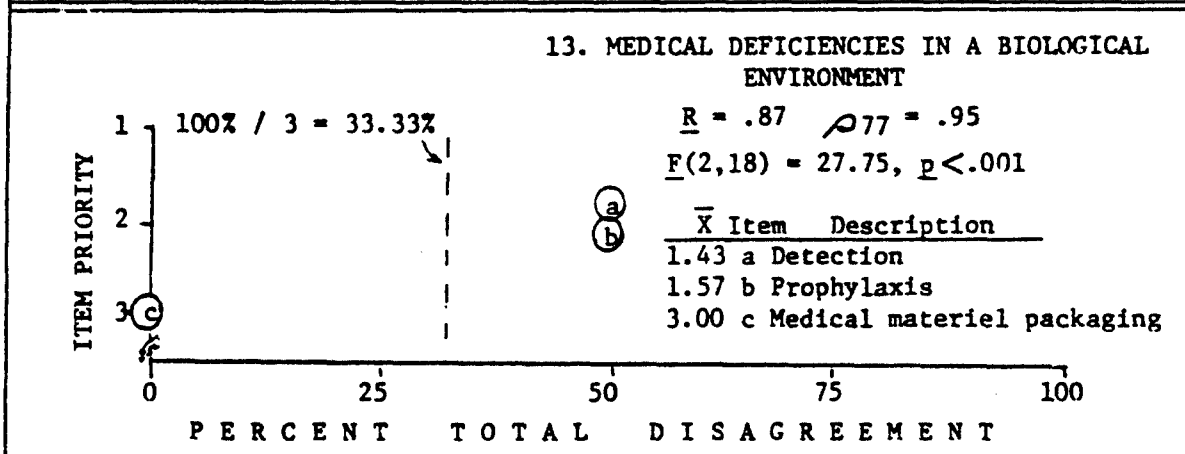 13. MEDICAL DEFICIENCIES IN A BIOLOGICAL
ENVIRONMENT
R = .87 ρ77 = .95
F(2,18) = 27.75, p<.001
X̄ Item Description
1.43 a Detection
1.57 b Prophylaxis
3.00 c Medical materiel packaging
100% / 3 = 33.33%
ITEM PRIORITY
1
2
3
a
b
c
0 25 50 75 100
PERCENT TOTAL DISAGREEMENT